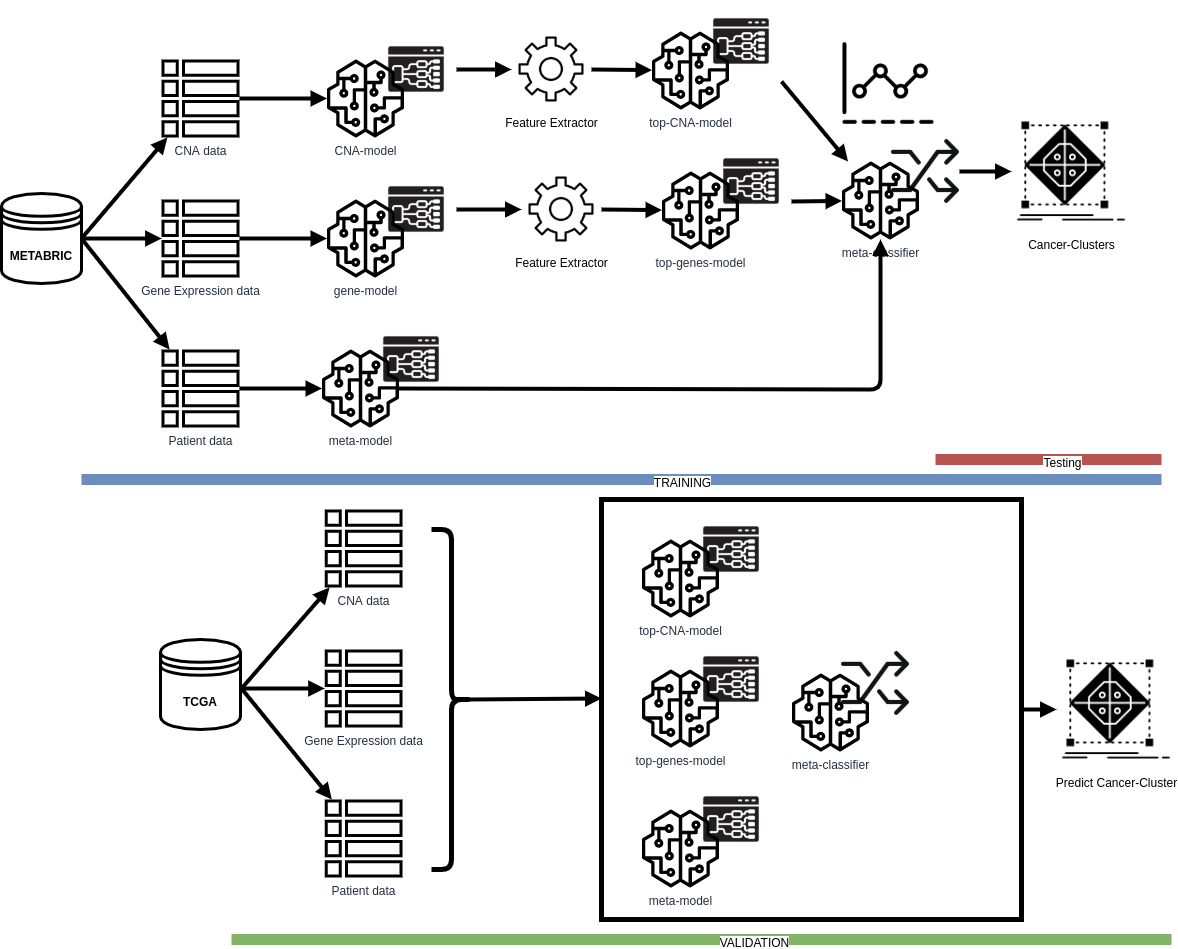 METABRIC
CNA data
CNA-model
Feature Extractor
top-CNA-model
Gene Expression data
gene-model
Feature Extractor
top-genes-model
meta-classifier
Cancer-Clusters
Patient data
meta-model
Testing
TRAINING
TCGA
CNA data
Gene Expression data
Patient data
top-CNA-model
top-genes-model
meta-classifier
meta-model
Predict Cancer-Cluster
VALIDATION